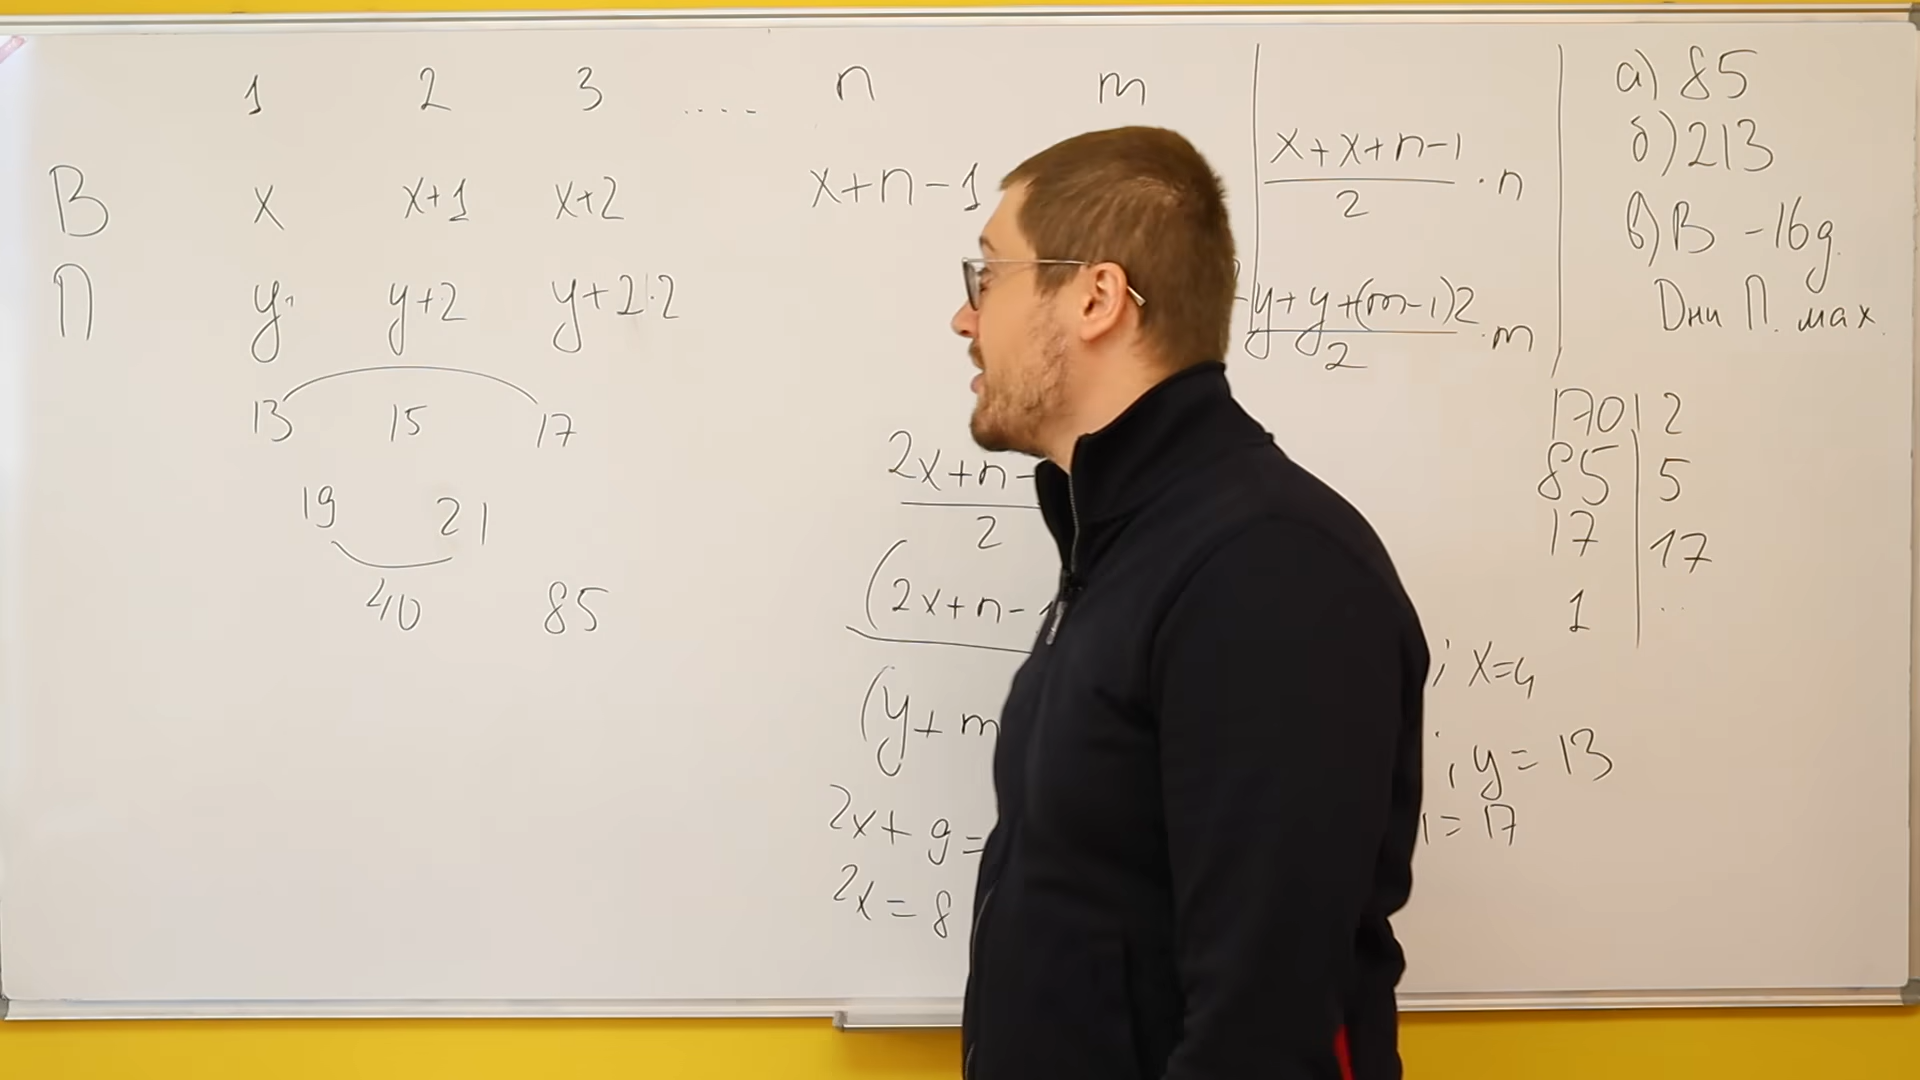 1 2 3 .... n m
В x x+1 x+2 x+n-1
П y y+2 y+2·2
13 15 17
19 21
40 85
x+x+n-1
2 · n
y+y+(m-1)2
2 · m
2x+n-
2
(2x+n-1
(y+m
2x+9=
2x=8
а) 85
б) 213
в) В -16д.
Дни П. max.
170 | 2
85 | 5
17 | 17
1 | ..
; x=4
; y=13
=17